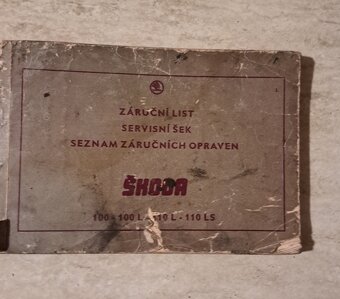 ZÁRUČNÍ LIST
SERVISNÍ ŠEK
SEZNAM ZÁRUČNÍCH OPRAVEN
ŠKODA
100 - 100 L - 110 L - 110 LS